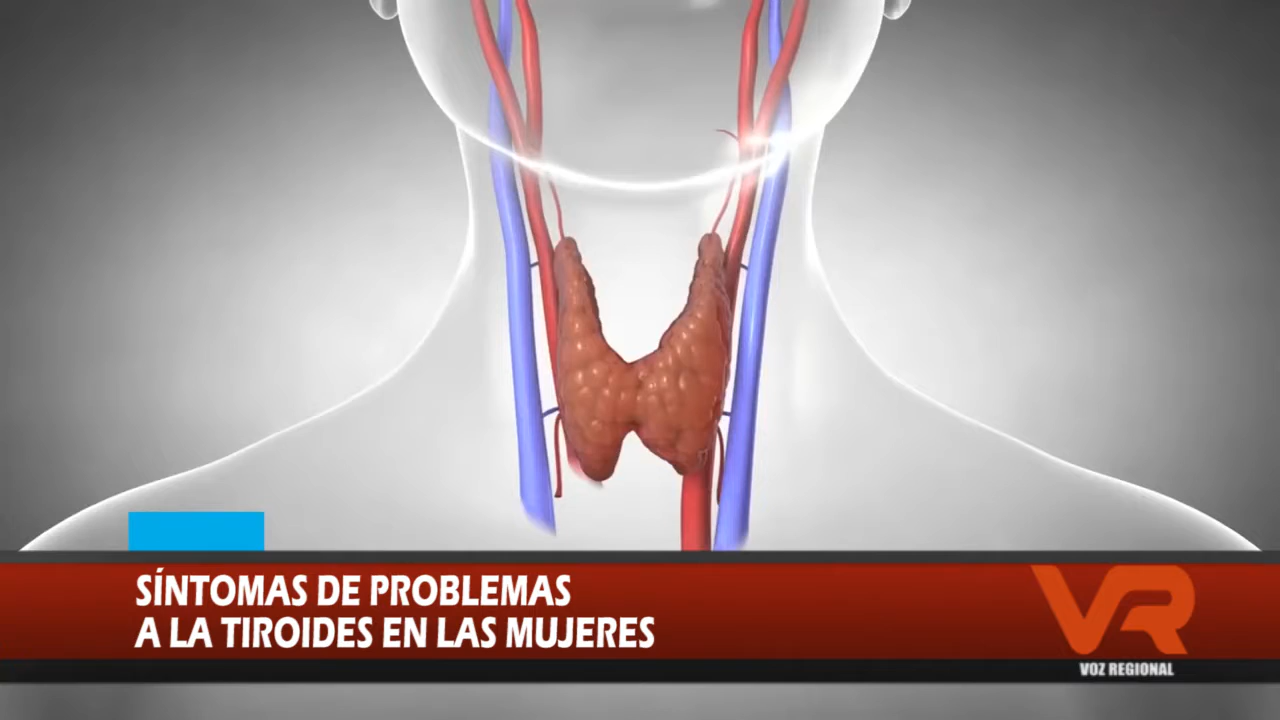 SÍNTOMAS DE PROBLEMAS
A LA TIROIDES EN LAS MUJERES
VR
VOZ REGIONAL